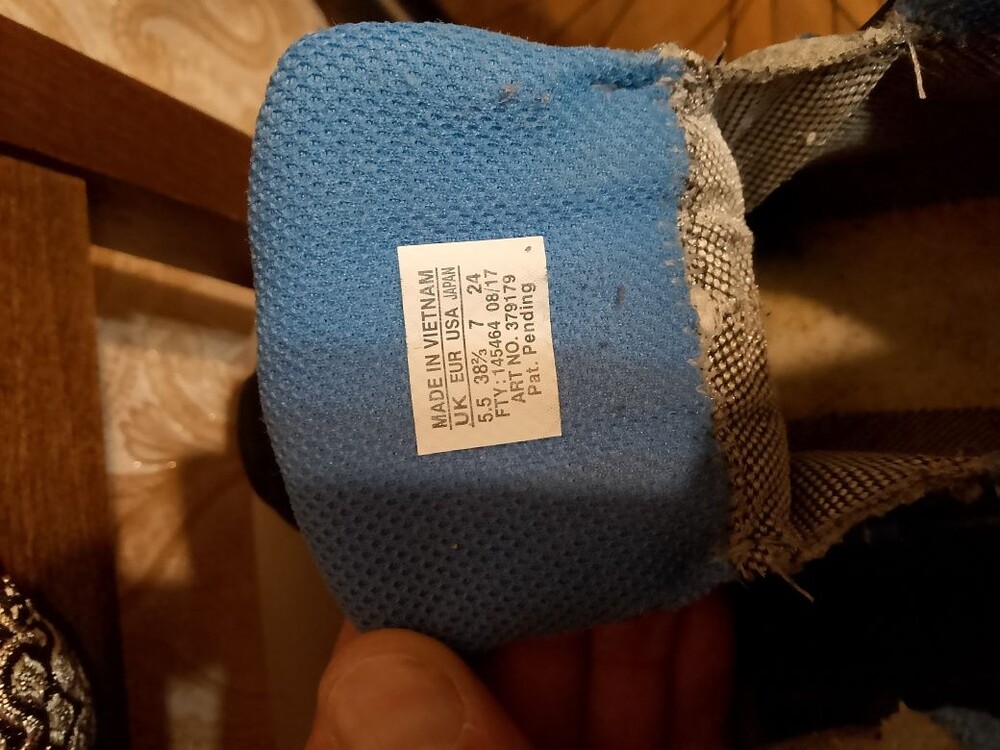 MADE IN VIETNAM
UK EUR USA JAPAN
5.5 38⅔ 7 24
FTY: 145464 08/17
ART NO. 379179
Pat. Pending